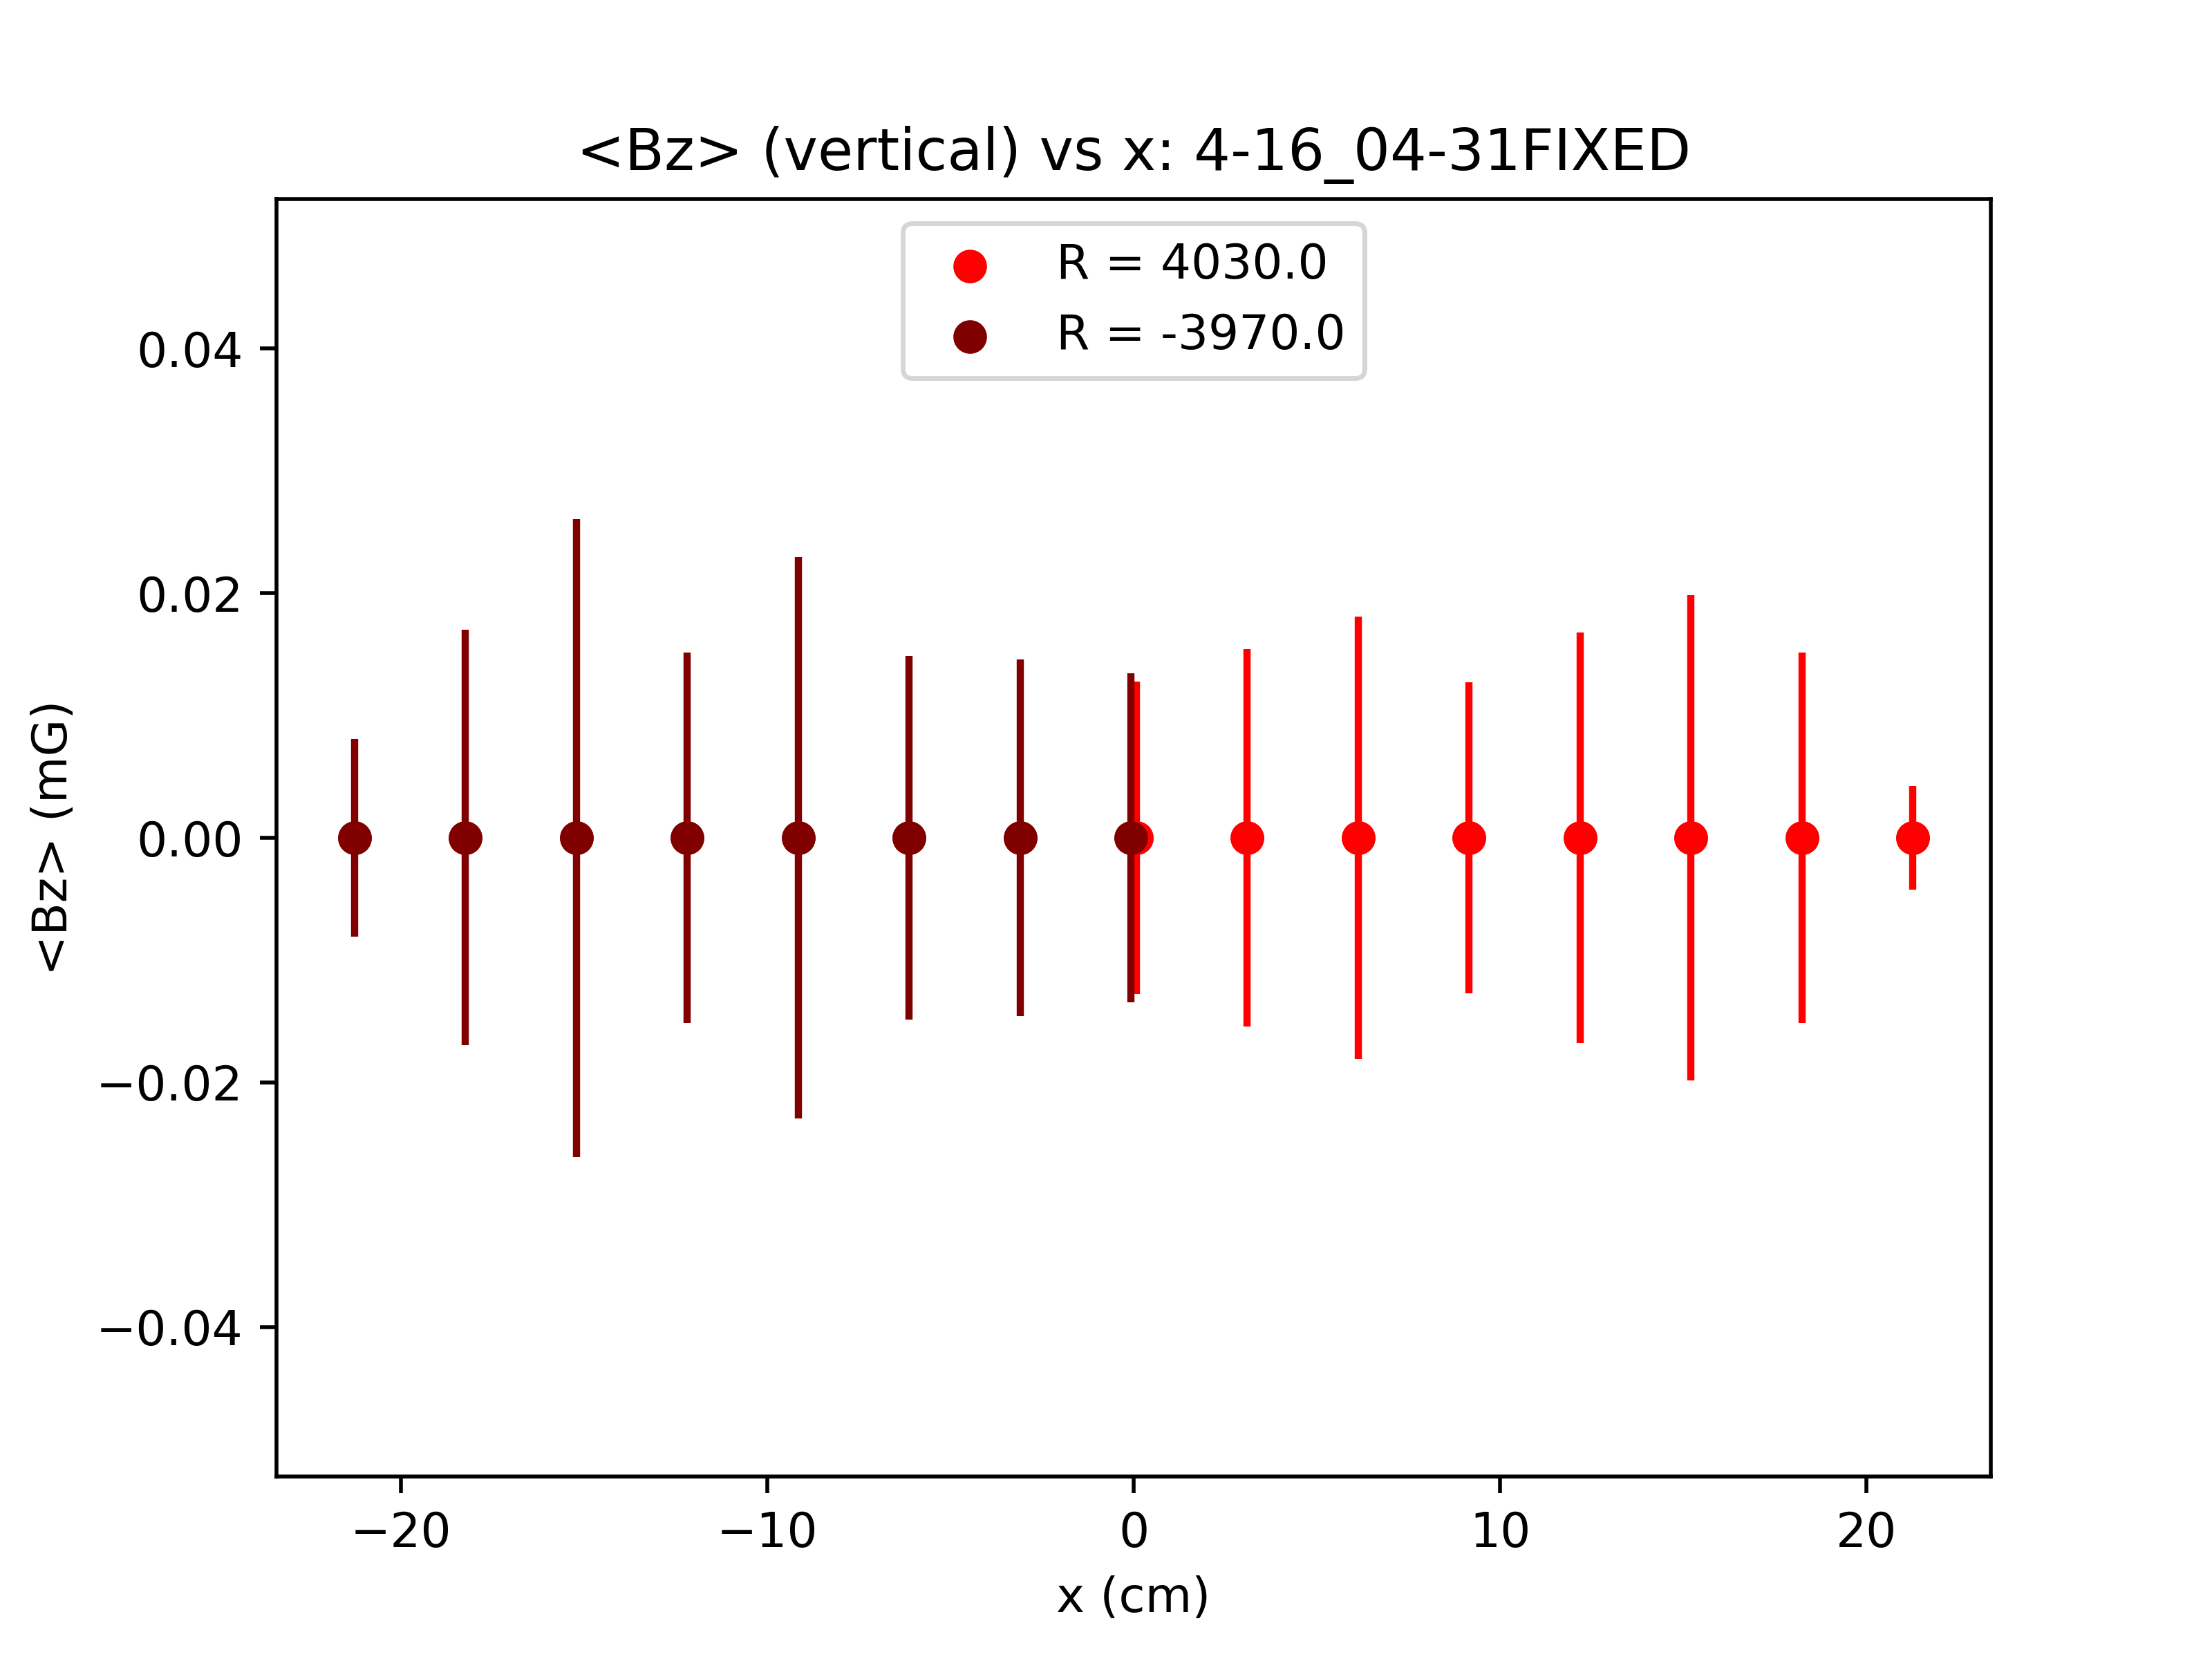 <Bz> (vertical) vs x: 4-16_04-31FIXED
R = 4030.0
R = -3970.0
0.04
0.02
0.00
−0.02
−0.04
<Bz> (mG)
−20
−10
0
10
20
x (cm)